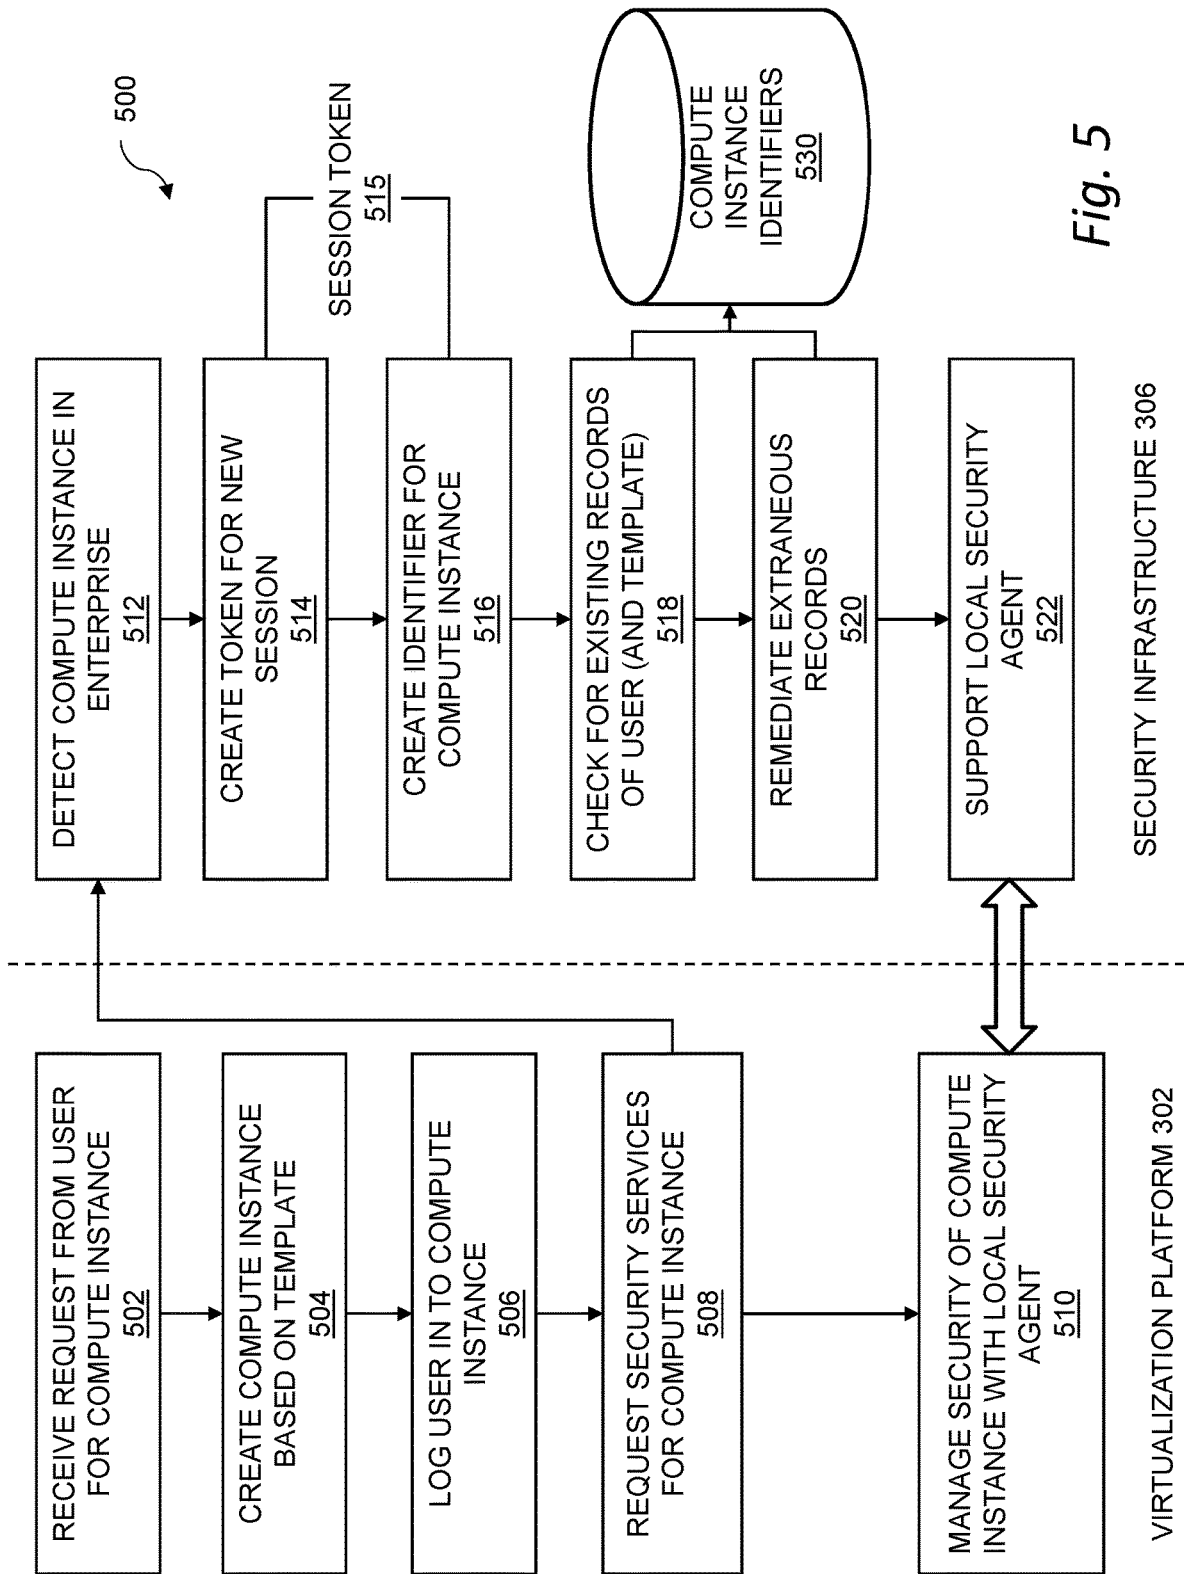 500
RECEIVE REQUEST FROM USER
FOR COMPUTE INSTANCE
502
CREATE COMPUTE INSTANCE
BASED ON TEMPLATE
504
LOG USER IN TO COMPUTE
INSTANCE
506
REQUEST SECURITY SERVICES
FOR COMPUTE INSTANCE
508
MANAGE SECURITY OF COMPUTE
INSTANCE WITH LOCAL SECURITY
AGENT
510
VIRTUALIZATION PLATFORM 302
DETECT COMPUTE INSTANCE IN
ENTERPRISE
512
CREATE TOKEN FOR NEW
SESSION
514
SESSION TOKEN
515
CREATE IDENTIFIER FOR
COMPUTE INSTANCE
516
CHECK FOR EXISTING RECORDS
OF USER (AND TEMPLATE)
518
REMEDIATE EXTRANEOUS
RECORDS
520
COMPUTE
INSTANCE
IDENTIFIERS
530
SUPPORT LOCAL SECURITY
AGENT
522
SECURITY INFRASTRUCTURE 306
Fig. 5